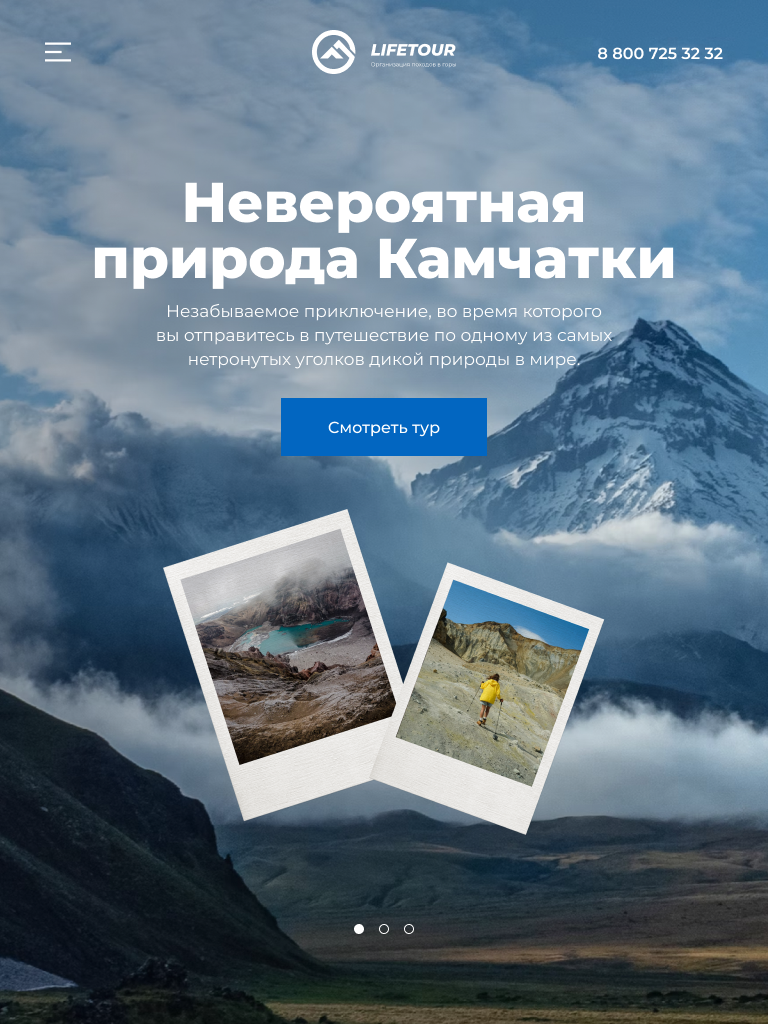 LIFETOUR
Организация походов в горы
8 800 725 32 32
Невероятная
природа Камчатки
Незабываемое приключение, во время которого
вы отправитесь в путешествие по одному из самых
нетронутых уголков дикой природы в мире.
Смотреть тур